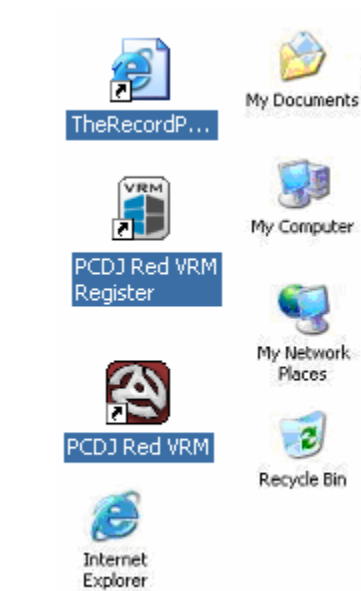 TheRecordP...
My Documents
VRM
My Computer
PCDJ Red VRM
Register
My Network
Places
PCDJ Red VRM
Recycle Bin
Internet
Explorer